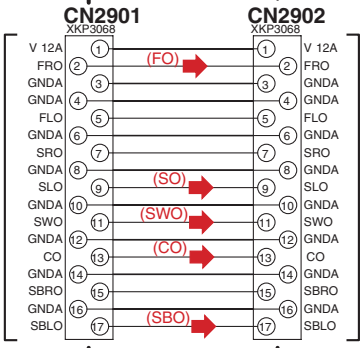 CN2901 CN2902
XKP3068 XKP3068
V 12A 1 1 V 12A
FRO 2 (FO) 2 FRO
GNDA 3 3 GNDA
GNDA 4 4 GNDA
FLO 5 5 FLO
GNDA 6 6 GNDA
SRO 7 7 SRO
GNDA 8 8 GNDA
SLO 9 (SO) 9 SLO
GNDA 10 10 GNDA
SWO 11 (SWO) 11 SWO
GNDA 12 12 GNDA
CO 13 (CO) 13 CO
GNDA 14 14 GNDA
SBRO 15 15 SBRO
GNDA 16 16 GNDA
SBLO 17 (SBO) 17 SBLO